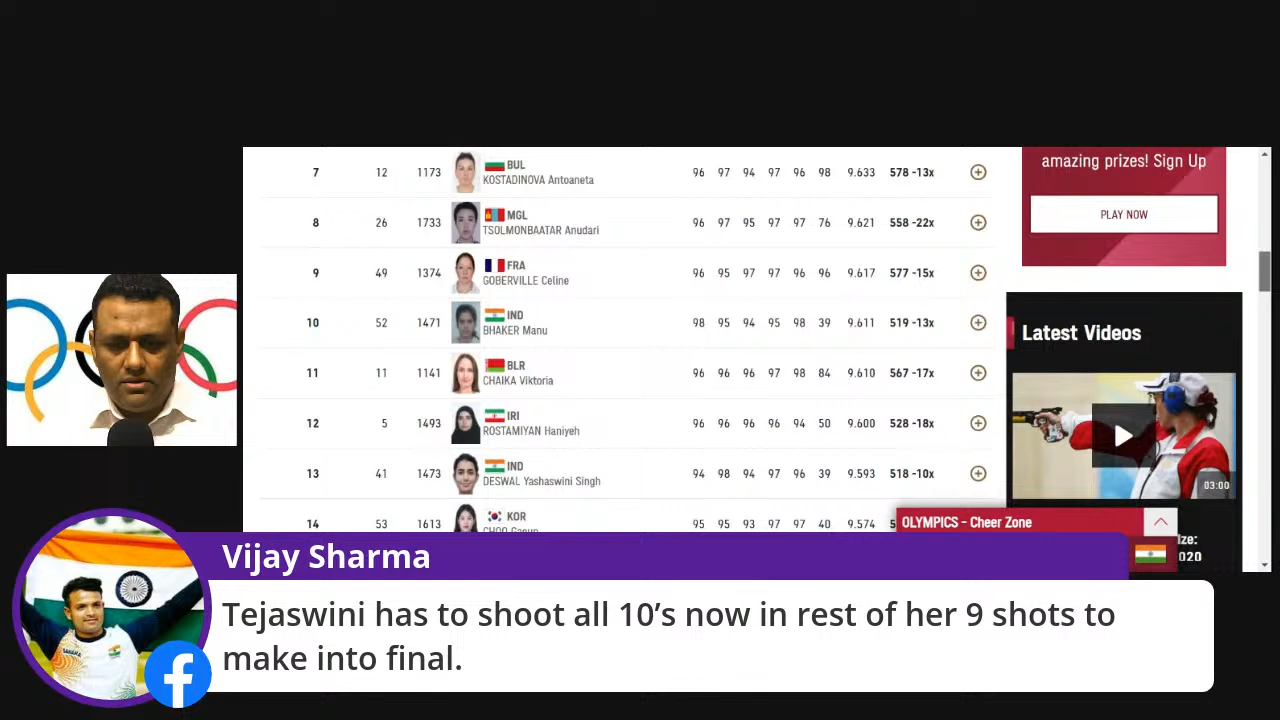 7 12 1173 BUL KOSTADINOVA Antoaneta 96 97 94 97 96 98 9.633 578 -13x
8 26 1733 MGL TSOLMONBAATAR Anudari 96 97 95 97 97 76 9.621 558 -22x
9 49 1374 FRA GOBERVILLE Celine 96 95 97 97 96 96 9.617 577 -15x
10 52 1471 IND BHAKER Manu 98 95 94 95 98 39 9.611 519 -13x
11 11 1141 BLR CHAIKA Viktoria 96 96 96 97 98 84 9.610 567 -17x
12 5 1493 IRI ROSTAMIYAN Haniyeh 96 96 96 96 94 50 9.600 528 -18x
13 41 1473 IND DESWAL Yashaswini Singh 94 98 94 97 96 39 9.593 518 -10x
14 53 1613 KOR 95 95 93 97 97 40 9.574
amazing prizes! Sign Up
PLAY NOW
Latest Videos
03:00
OLYMPICS - Cheer Zone
Vijay Sharma
Tejaswini has to shoot all 10’s now in rest of her 9 shots to
make into final.